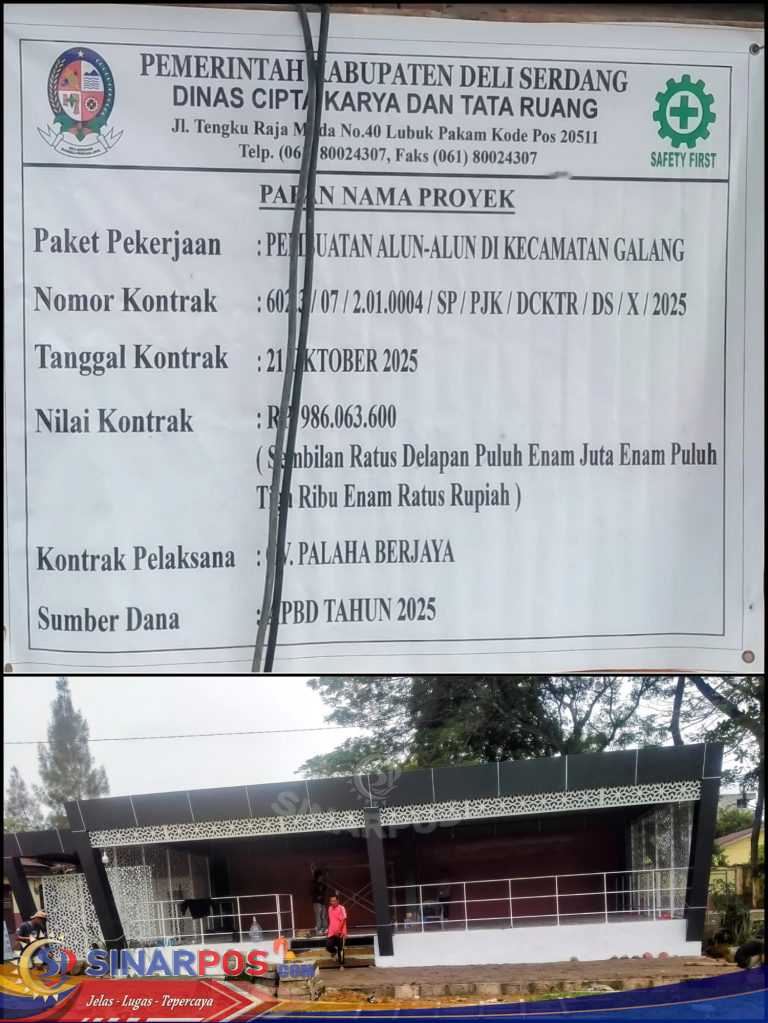 PEMERINTAH KABUPATEN DELI SERDANG
DINAS CIPTA KARYA DAN TATA RUANG
Jl. Tengku Raja Muda No.40 Lubuk Pakam Kode Pos 20511
Telp. (061) 80024307, Faks (061) 80024307
SAFETY FIRST
PAPAN NAMA PROYEK
Paket Pekerjaan : PEMBUATAN ALUN-ALUN DI KECAMATAN GALANG
Nomor Kontrak : 602.3 / 07 / 2.01.0004 / SP / PJK / DCKTR / DS / X / 2025
Tanggal Kontrak : 21 OKTOBER 2025
Nilai Kontrak : RP 986.063.600
( Sembilan Ratus Delapan Puluh Enam Juta Enam Puluh
Tiga Ribu Enam Ratus Rupiah )
Kontrak Pelaksana : CV. PALAHA BERJAYA
Sumber Dana : APBD TAHUN 2025
SINARPOS
SINARPOS.COM
Jelas - Lugas - Tepercaya